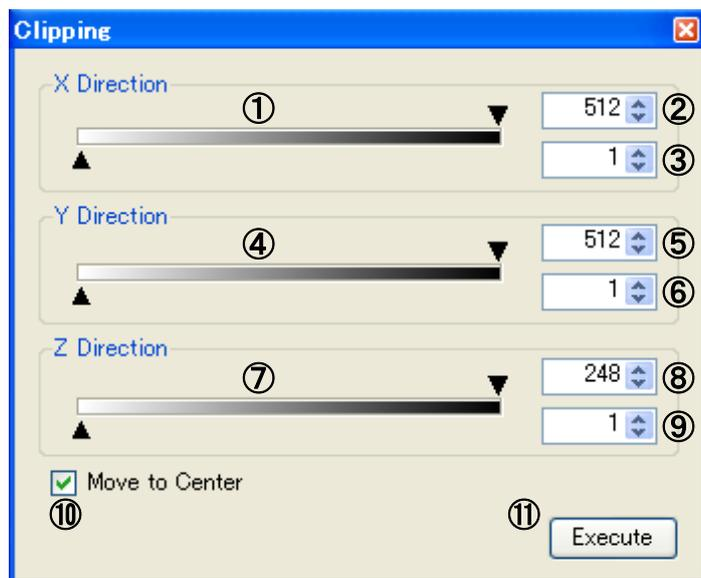 Clipping
X Direction
①
512 ②
1 ③
Y Direction
④
512 ⑤
1 ⑥
Z Direction
⑦
248 ⑧
1 ⑨
Move to Center
⑩
⑪
Execute